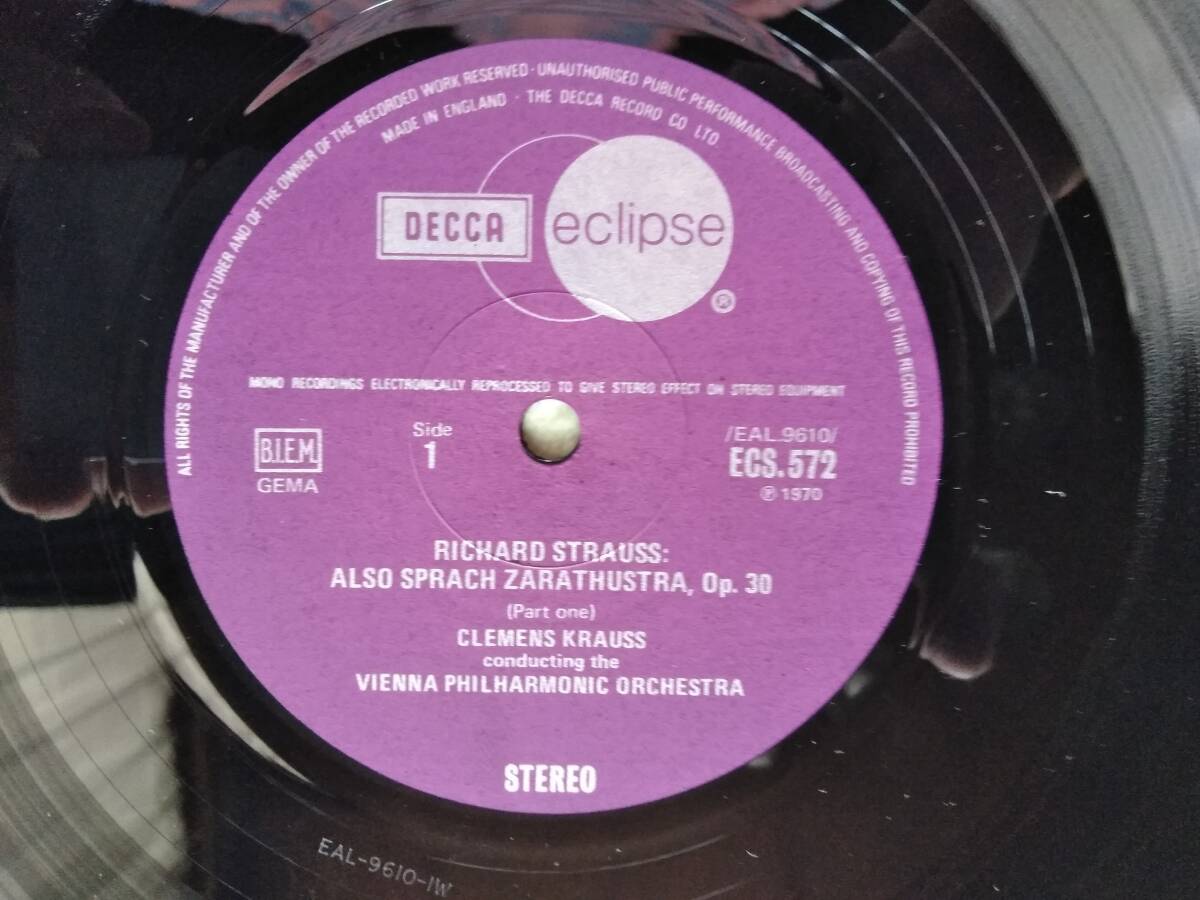 ALL RIGHTS OF THE MANUFACTURER AND OF THE OWNER OF THE RECORDED WORK RESERVED · UNAUTHORISED PUBLIC PERFORMANCE BROADCASTING AND COPYING OF THIS RECORD PROHIBITED
MADE IN ENGLAND · THE DECCA RECORD CO LTD
DECCA eclipse
®
MONO RECORDINGS ELECTRONICALLY REPROCESSED TO GIVE STEREO EFFECT ON STEREO EQUIPMENT
B.I.E.M.
GEMA
Side
1
/EAL.9610/
ECS.572
℗ 1970
RICHARD STRAUSS:
ALSO SPRACH ZARATHUSTRA, Op. 30
(Part one)
CLEMENS KRAUSS
conducting the
VIENNA PHILHARMONIC ORCHESTRA
STEREO
EAL-9610-1W